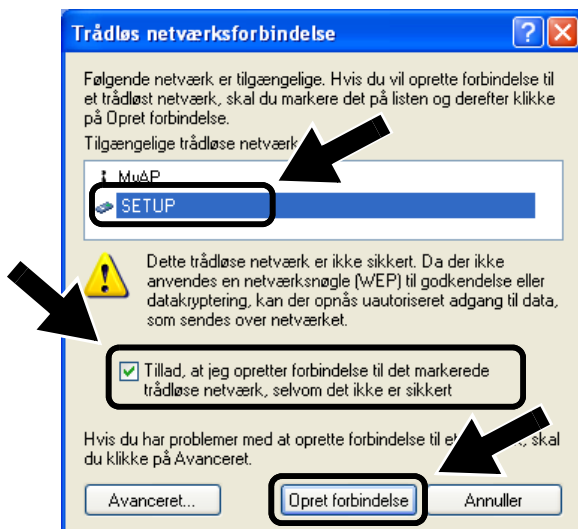 Trådløs netværksforbindelse
Følgende netværk er tilgængelige. Hvis du vil oprette forbindelse til
et trådløst netværk, skal du markere det på listen og derefter klikke
på Opret forbindelse.
Tilgængelige trådløse netværk
MyAP
SETUP
Dette trådløse netværk er ikke sikkert. Da der ikke
anvendes en netværksnøgle (WEP) til godkendelse eller
datakryptering, kan der opnås uautoriseret adgang til data,
som sendes over netværket.
Tillad, at jeg opretter forbindelse til det markerede
trådløse netværk, selvom det ikke er sikkert
Hvis du har problemer med at oprette forbindelse til skal
du klikke på Avanceret.
Avanceret... Opret forbindelse Annuller